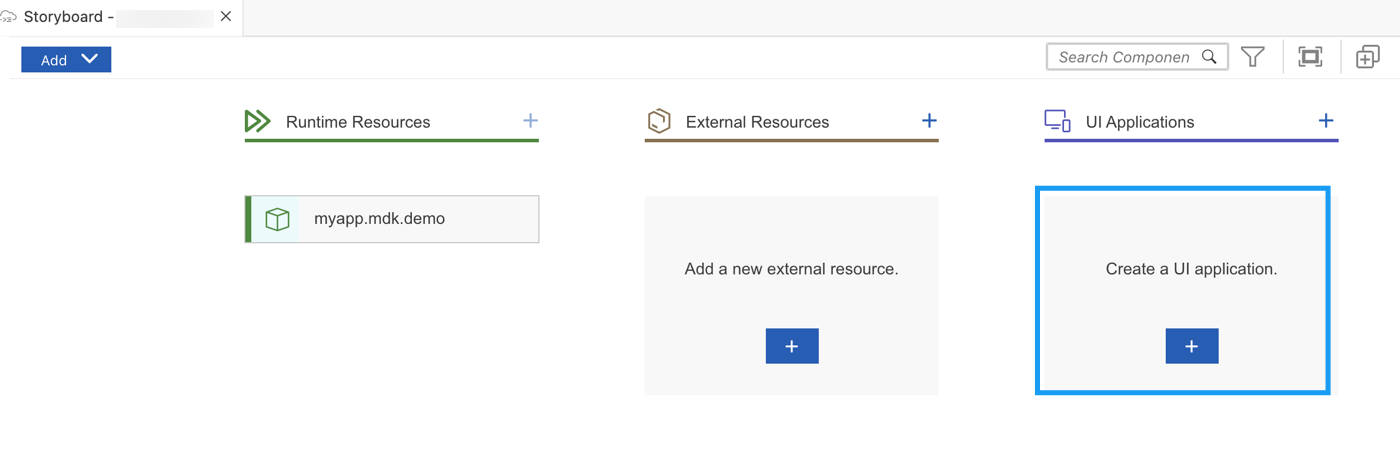 Storyboard -
Add
Search Componen
Runtime Resources
External Resources
UI Applications
myapp.mdk.demo
Add a new external resource.
Create a UI application.